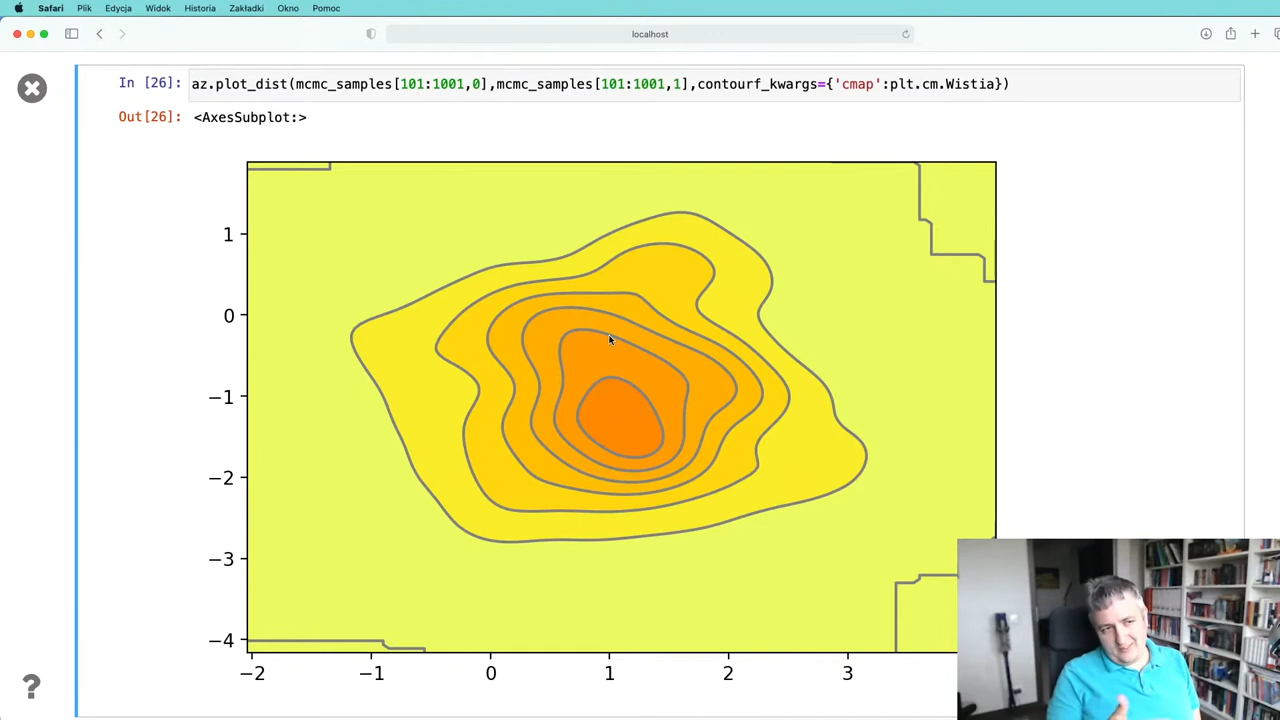 Safari Plik Edycja Widok Historia Zakładki Okno Pomoc
localhost
In [26]: az.plot_dist(mcmc_samples[101:1001,0],mcmc_samples[101:1001,1],contourf_kwargs={'cmap':plt.cm.Wistia})
Out[26]: <AxesSubplot:>
1
0
−1
−2
−3
−4
−2 −1 0 1 2 3
?